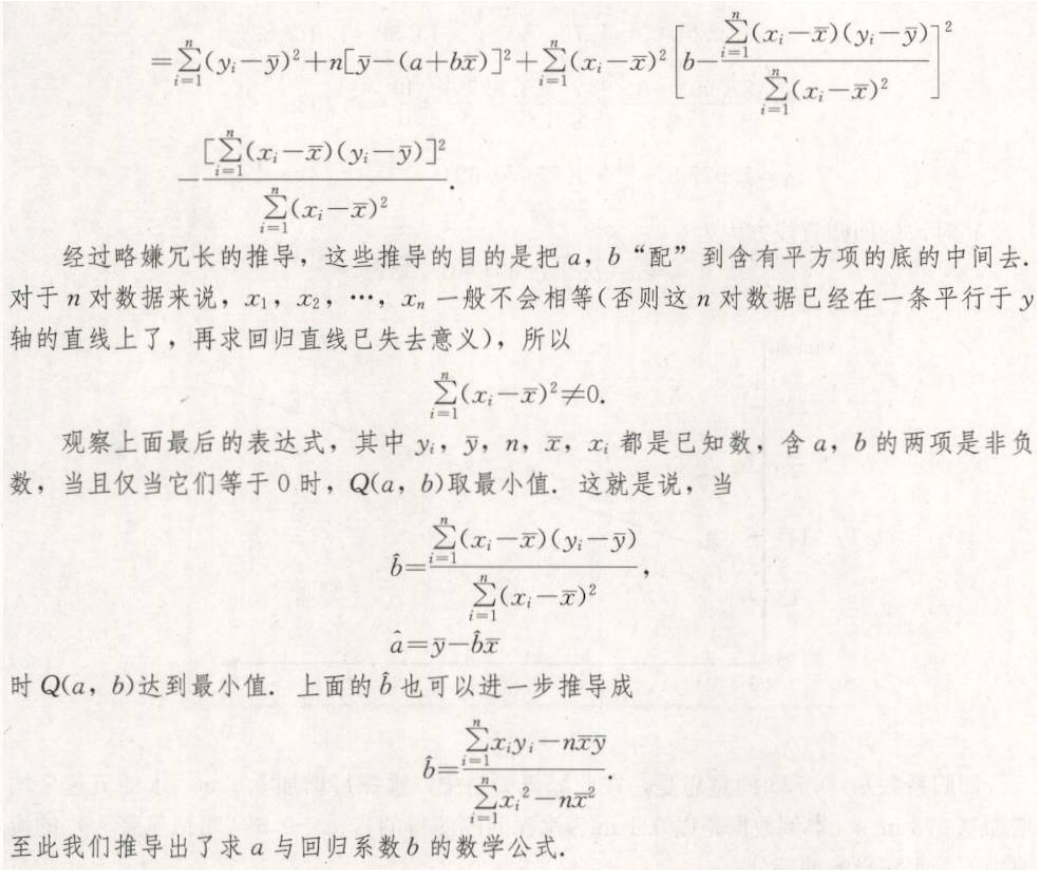 $=\sum_{i=1}^{n}(y_i-\overline{y})^2+n[\overline{y}-(a+b\overline{x})]^2+\sum_{i=1}^{n}(x_i-\overline{x})^2\left[b-\frac{\sum_{i=1}^{n}(x_i-\overline{x})(y_i-\overline{y})}{\sum_{i=1}^{n}(x_i-\overline{x})^2}\right]^2$
$-\frac{[\sum_{i=1}^{n}(x_i-\overline{x})(y_i-\overline{y})]^2}{\sum_{i=1}^{n}(x_i-\overline{x})^2}.$
经过略嫌冗长的推导，这些推导的目的是把 a，b“配”到含有平方项的底的中间去.
对于 n 对数据来说，$x_1$，$x_2$，…，$x_n$ 一般不会相等(否则这 n 对数据已经在一条平行于 y
轴的直线上了，再求回归直线已失去意义)，所以
$\sum_{i=1}^{n}(x_i-\overline{x})^2\neq 0.$
观察上面最后的表达式，其中 $y_i$，$\overline{y}$，n，$\overline{x}$，$x_i$ 都是已知数，含 a，b 的两项是非负
数，当且仅当它们等于 0 时，Q(a，b)取最小值. 这就是说，当
$\hat{b}=\frac{\sum_{i=1}^{n}(x_i-\overline{x})(y_i-\overline{y})}{\sum_{i=1}^{n}(x_i-\overline{x})^2}，$
$\hat{a}=\overline{y}-\hat{b}\overline{x}$
时 Q(a，b)达到最小值. 上面的 $\hat{b}$ 也可以进一步推导成
$\hat{b}=\frac{\sum_{i=1}^{n}x_iy_i-n\overline{x}\overline{y}}{\sum_{i=1}^{n}x_i^2-n\overline{x}^2}.$
至此我们推导出了求 a 与回归系数 b 的数学公式.